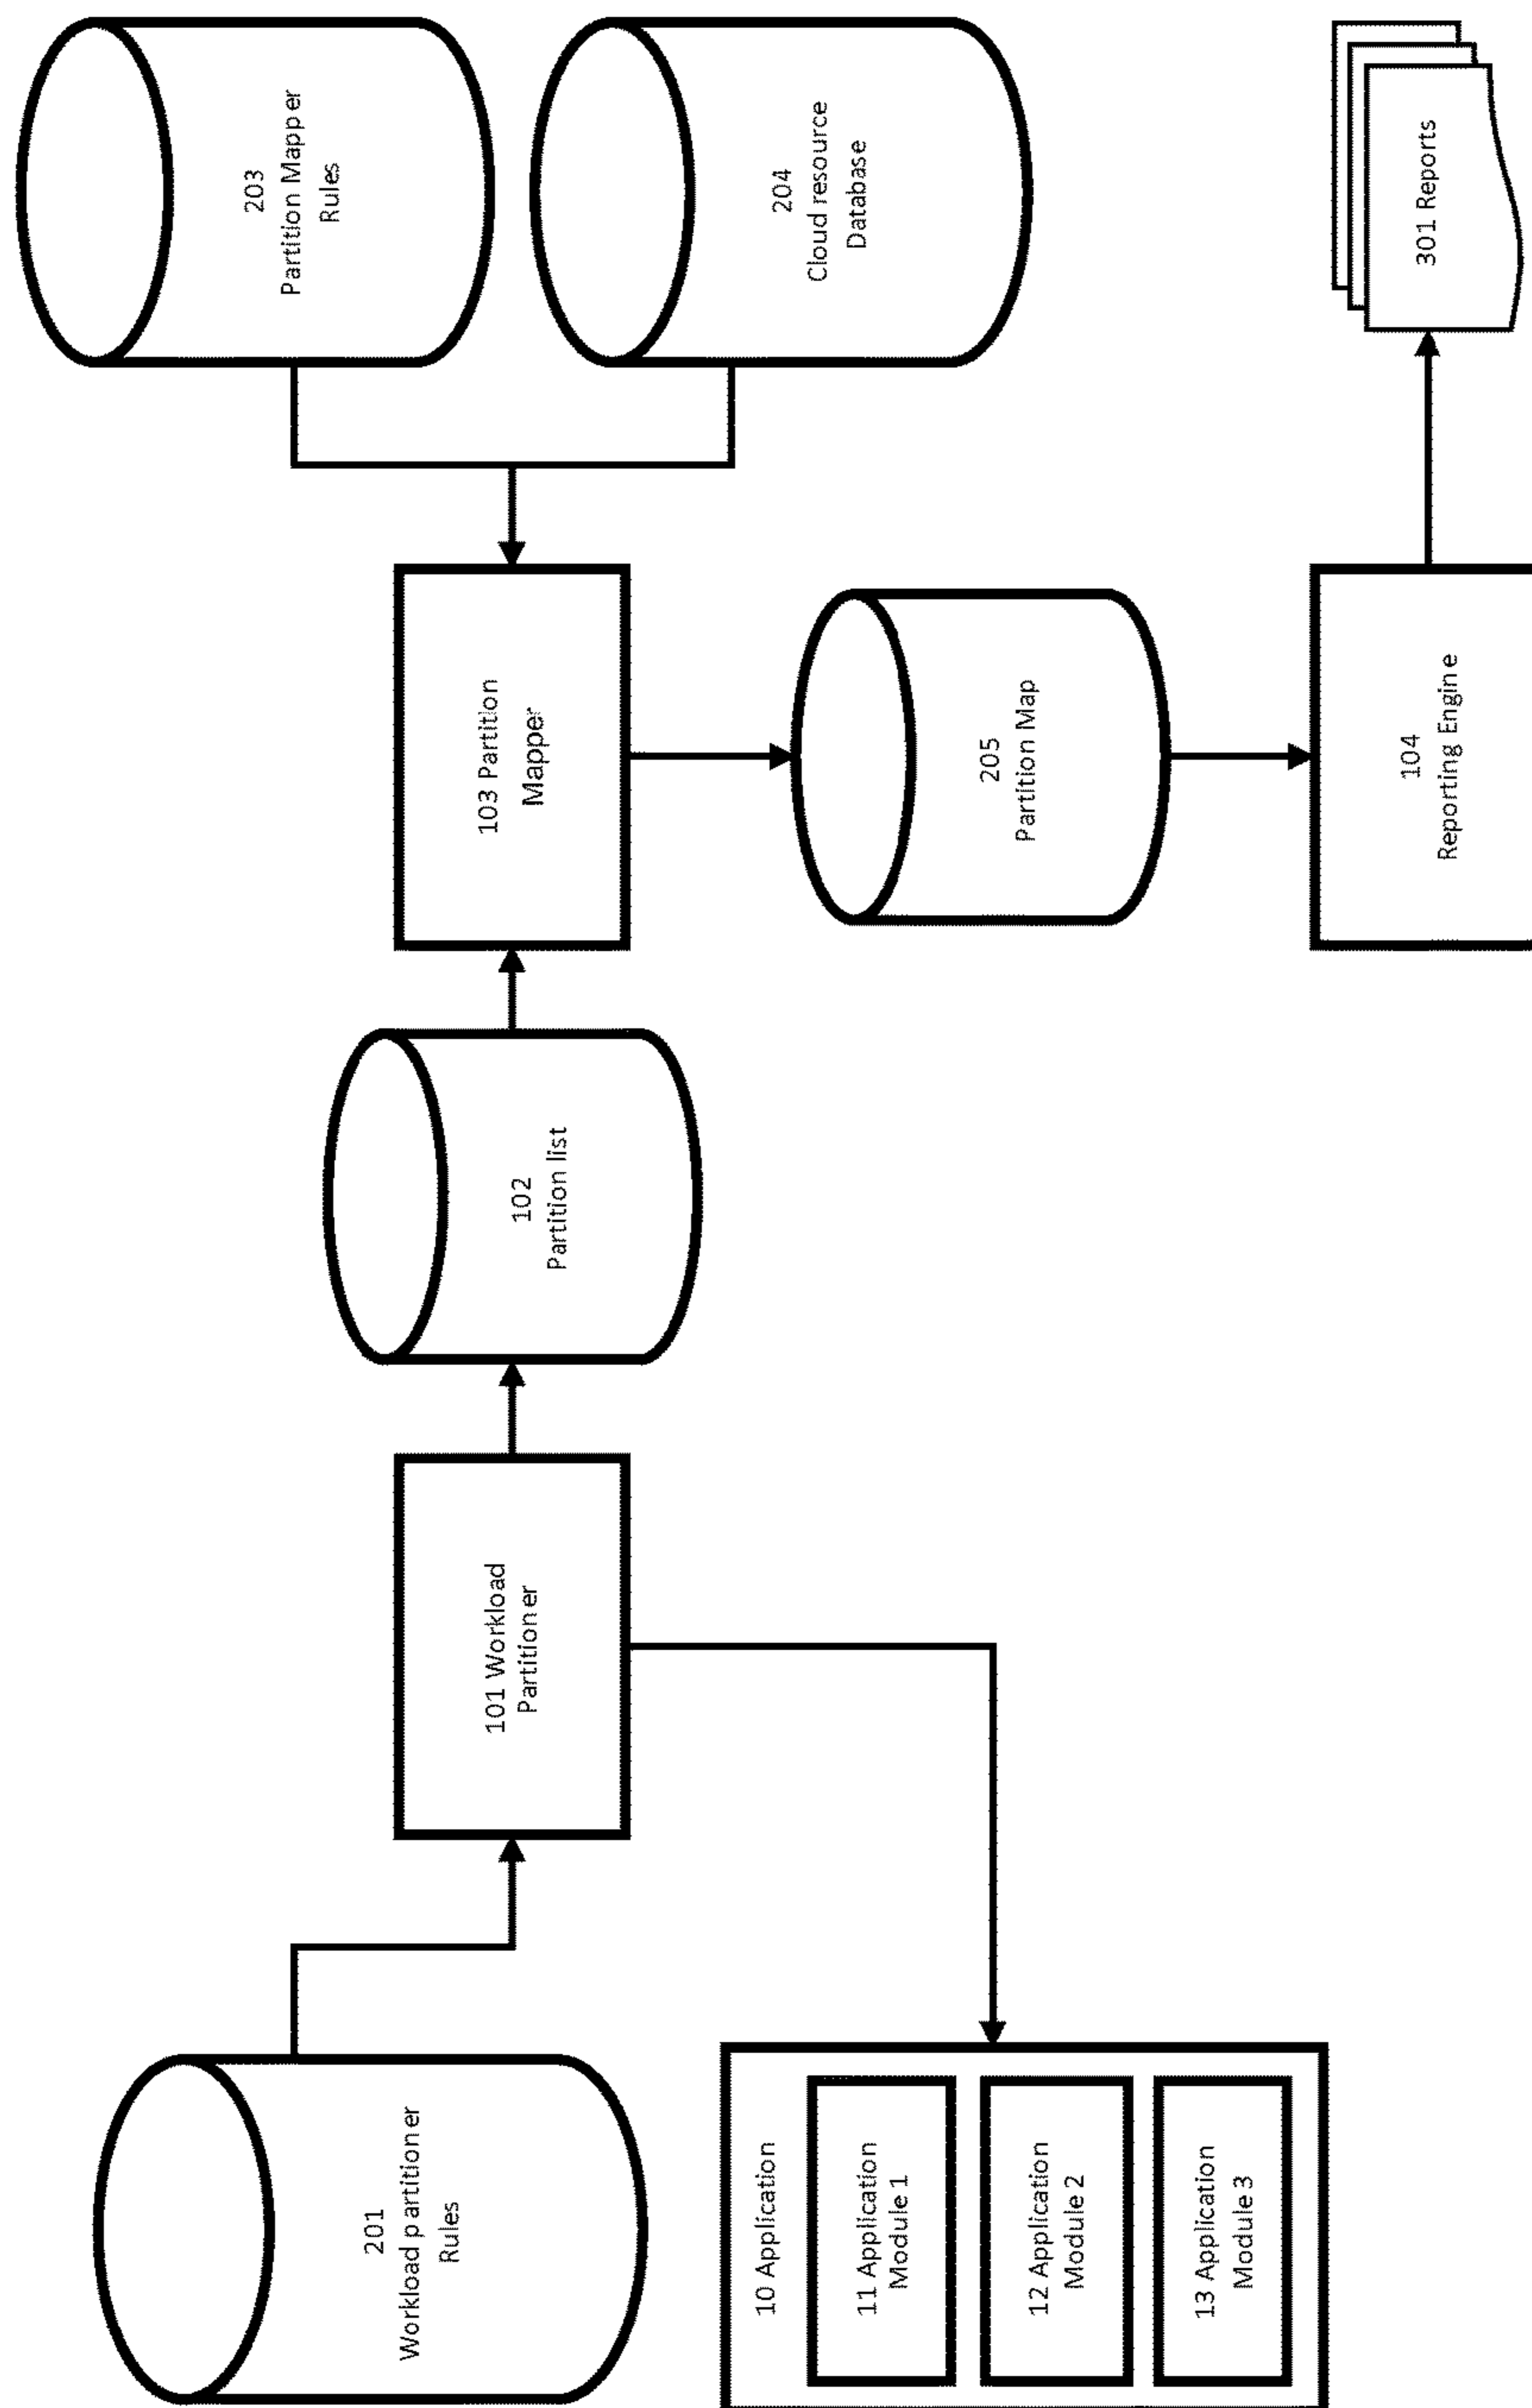 201
Workload partitioner
Rules
10 Application
11 Application
Module 1
12 Application
Module 2
13 Application
Module 3
101 Workload
Partitioner
102
Partition list
103 Partition
Mapper
203
Partition Mapper
Rules
204
Cloud resource
Database
205
Partition Map
104
Reporting Engine
301 Reports